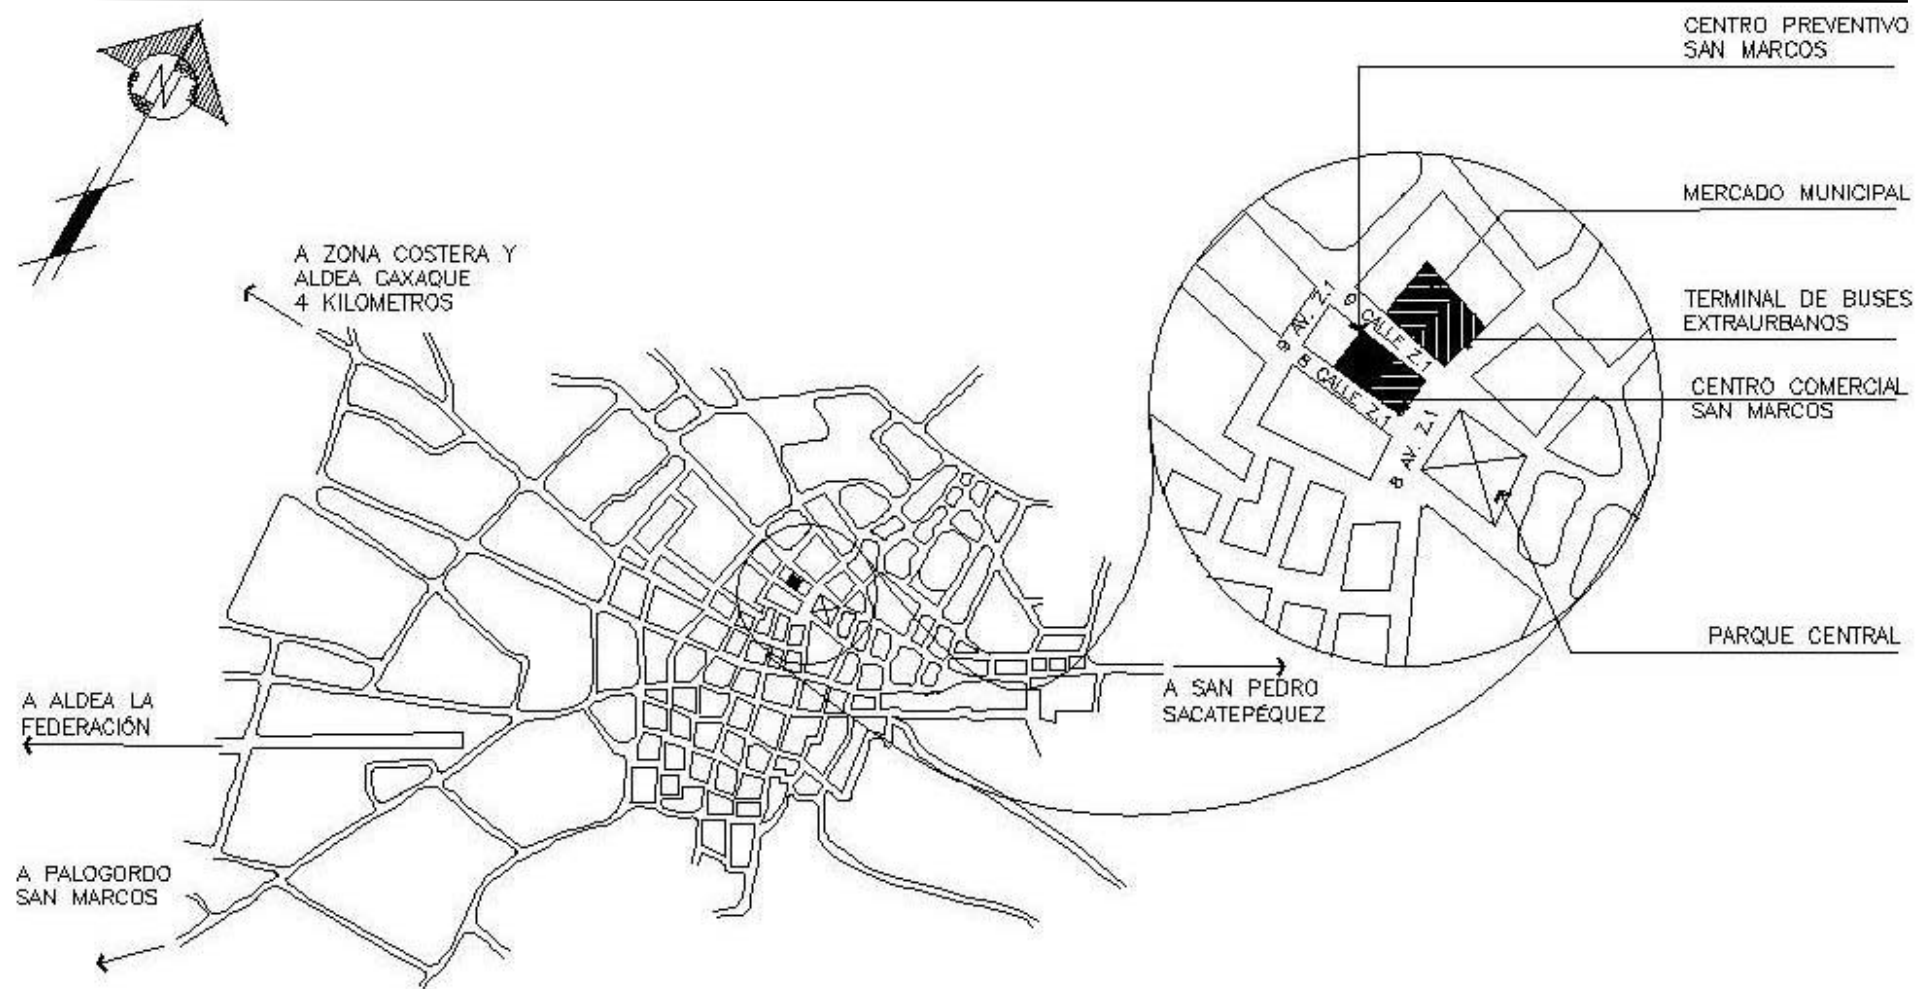 CENTRO PREVENTIVO
SAN MARCOS
N
MERCADO MUNICIPAL
A ZONA COSTERA Y
ALDEA CAXAQUE
4 KILOMETROS
TERMINAL DE BUSES
EXTRAURBANOS
AV. Z.1
CALLE Z.1
9
8 CALLE Z.1
CENTRO COMERCIAL
SAN MARCOS
8 AV. Z.1
PARQUE CENTRAL
A SAN PEDRO
SACATEPÉQUEZ
A ALDEA LA
FEDERACIÓN
A PALOGORDO
SAN MARCOS